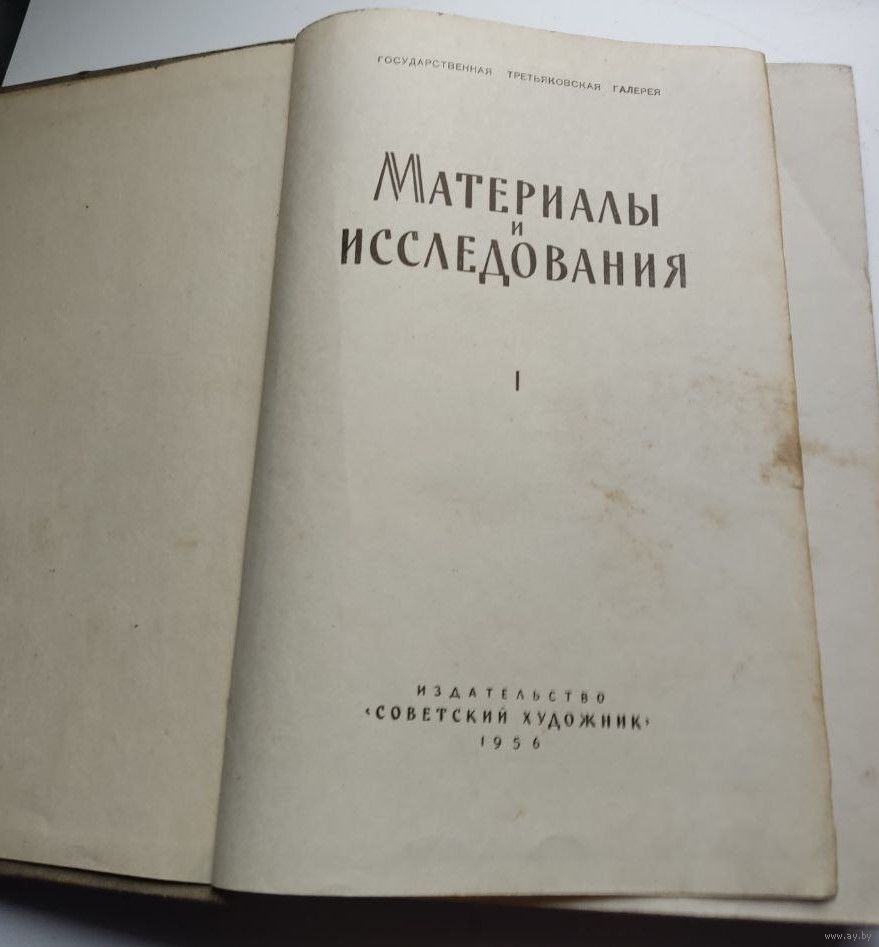 ГОСУДАРСТВЕННАЯ ТРЕТЬЯКОВСКАЯ ГАЛЕРЕЯ
МАТЕРИАЛЫ
И
ИССЛЕДОВАНИЯ
I
ИЗДАТЕЛЬСТВО
«СОВЕТСКИЙ ХУДОЖНИК»
1956
www.ay.by